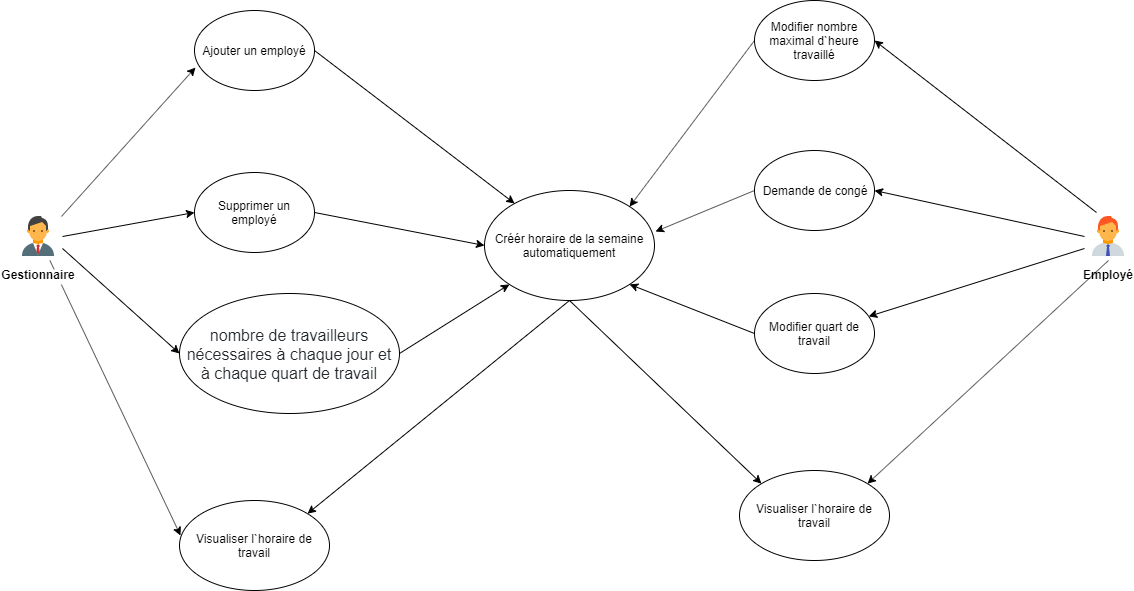 Ajouter un employé
Modifier nombre
maximal d`heure
travaillé
Supprimer un
employé
Demande de congé
Gestionnaire
Créér horaire de la semaine
automatiquement
Employé
nombre de travailleurs
nécessaires à chaque jour et
à chaque quart de travail
Modifier quart de
travail
Visualiser l`horaire de
travail
Visualiser l`horaire de
travail